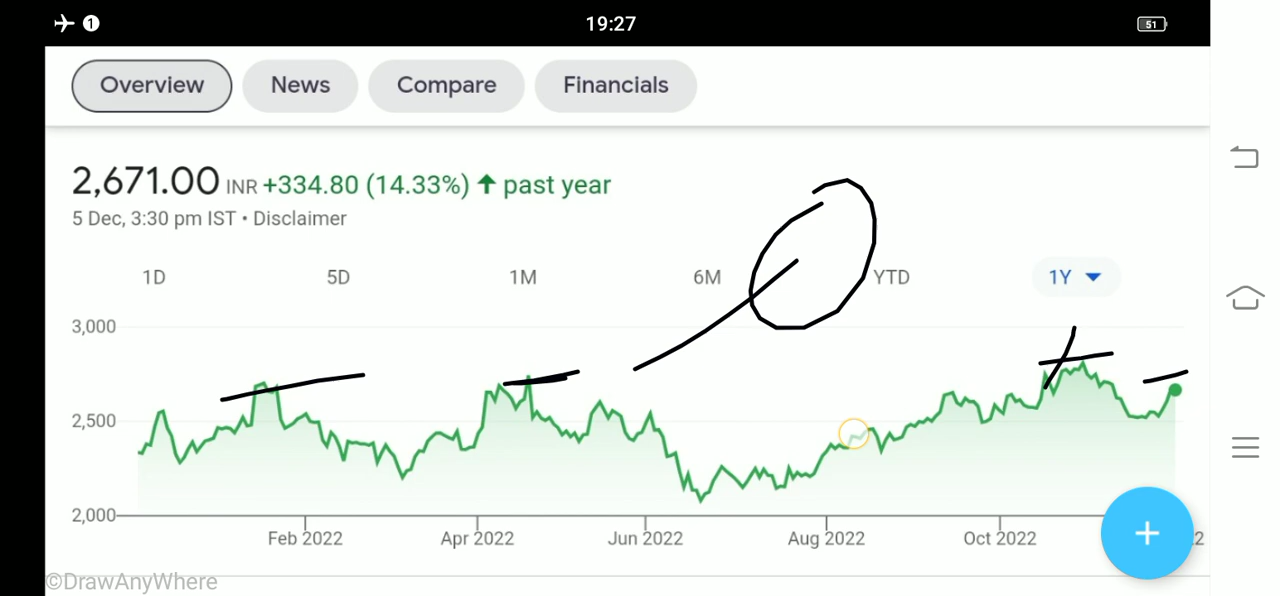 1 19:27 51
Overview News Compare Financials
2,671.00 INR +334.80 (14.33%) ↑ past year
5 Dec, 3:30 pm IST • Disclaimer
1D 5D 1M 6M YTD 1Y
3,000
2,500
2,000
Feb 2022 Apr 2022 Jun 2022 Aug 2022 Oct 2022
©DrawAnyWhere